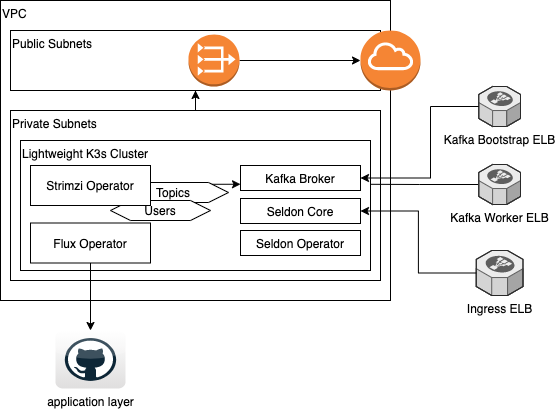 VPC
Public Subnets
Private Subnets
Lightweight K3s Cluster
Strimzi Operator
Topics
Users
Flux Operator
Kafka Broker
Seldon Core
Seldon Operator
Kafka Bootstrap ELB
Kafka Worker ELB
Ingress ELB
application layer